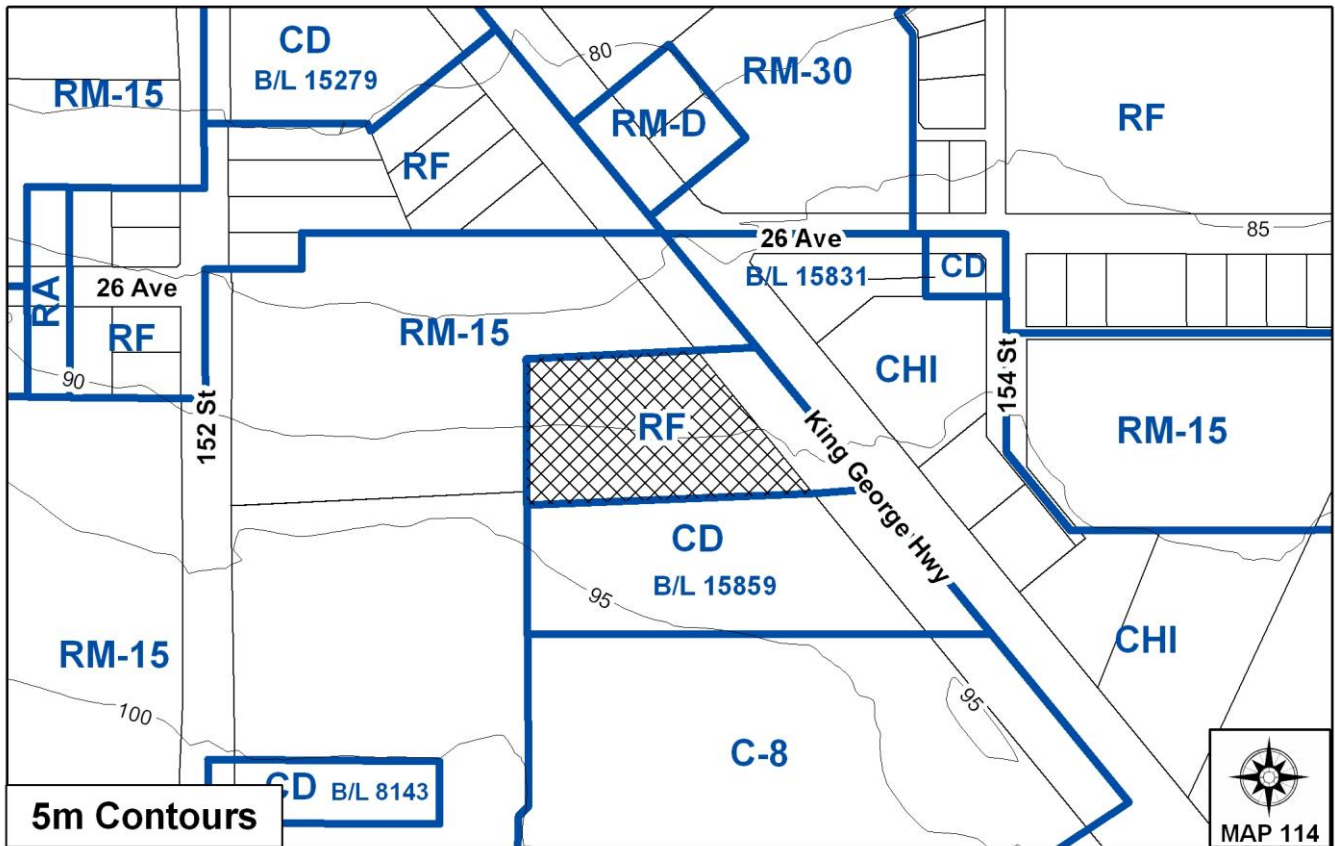 CD
B/L 15279
80
RM-30
RM-15
RM-D
RF
RF
85
26 Ave
B/L 15831
CD
RA
26 Ave
RF
RM-15
90
152 St
CHI
154 St
RF
King George Hwy
RM-15
CD
B/L 15859
95
RM-15
CHI
100
95
C-8
CD B/L 8143
5m Contours
MAP 114